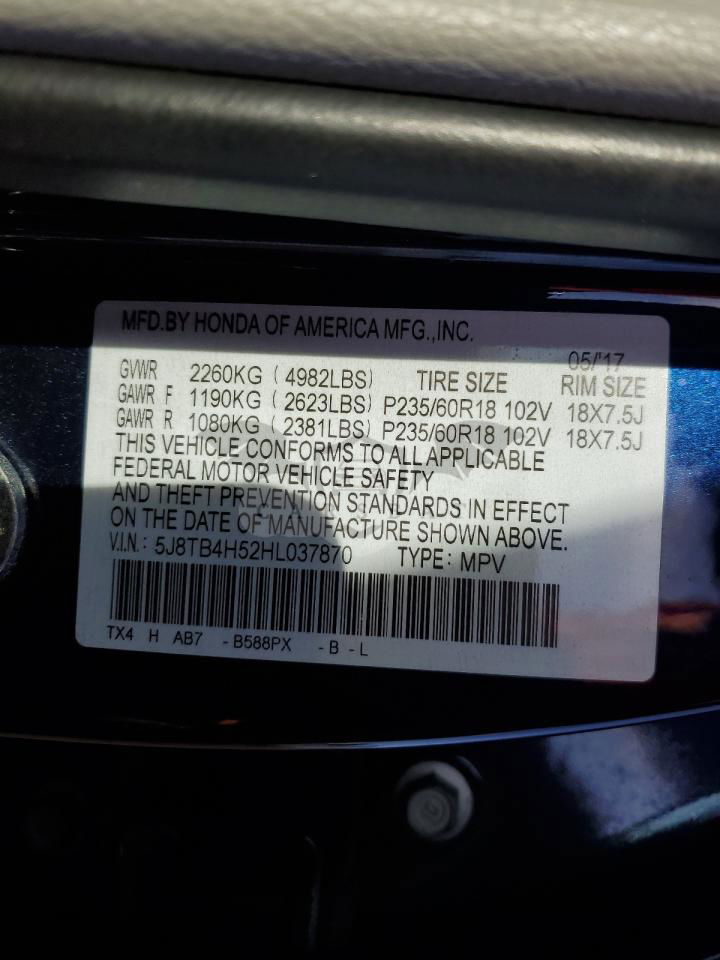 MFD.BY HONDA OF AMERICA MFG.,INC.
05/'17
GVWR 2260KG ( 4982LBS) TIRE SIZE RIM SIZE
GAWR F 1190KG ( 2623LBS) P235/60R18 102V 18X7.5J
GAWR R 1080KG ( 2381LBS) P235/60R18 102V 18X7.5J
THIS VEHICLE CONFORMS TO ALL APPLICABLE
FEDERAL MOTOR VEHICLE SAFETY
AND THEFT PREVENTION STANDARDS IN EFFECT
ON THE DATE OF MANUFACTURE SHOWN ABOVE.
V.I.N: 5J8TB4H52HL037870 TYPE: MPV
TX4 H AB7 -B588PX -B -L